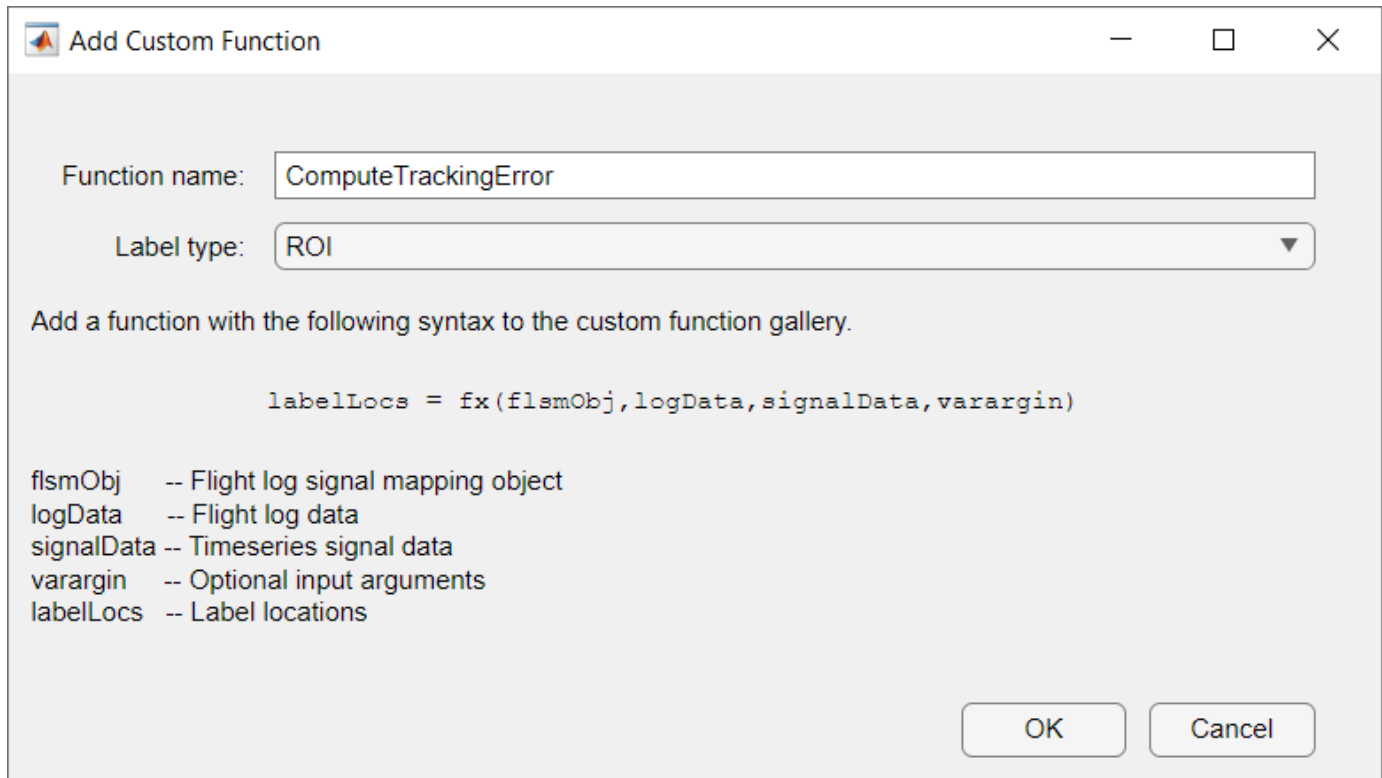 Add Custom Function
Function name: ComputeTrackingError
Label type: ROI
Add a function with the following syntax to the custom function gallery.
labelLocs = fx(flsmObj,logData,signalData,varargin)
flsmObj -- Flight log signal mapping object
logData -- Flight log data
signalData -- Timeseries signal data
varargin -- Optional input arguments
labelLocs -- Label locations
OK Cancel